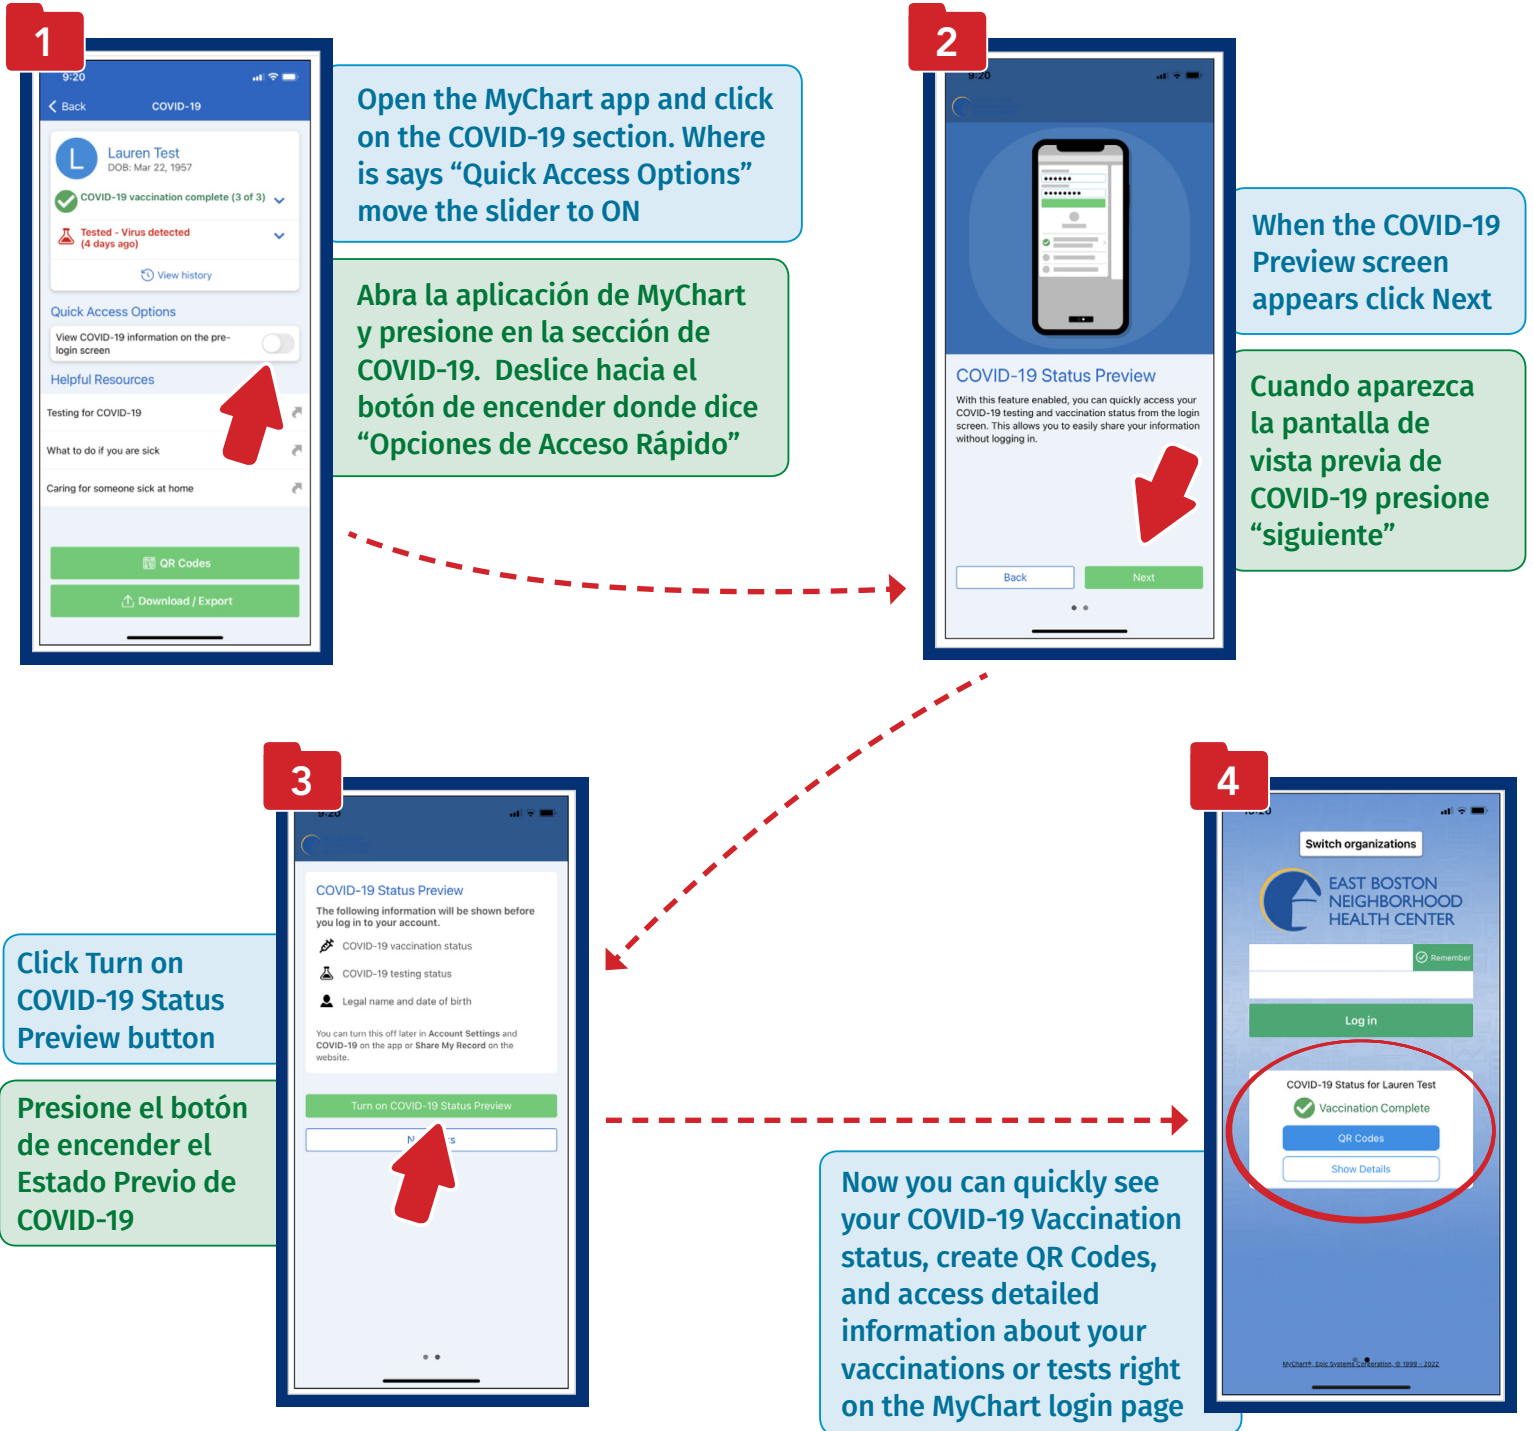 1
9:20
Back
COVID-19
L
Lauren Test
DOB: Mar 22, 1957
COVID-19 vaccination complete (3 of 3)
Tested - Virus detected
(4 days ago)
View history
Quick Access Options
View COVID-19 information on the pre-
login screen
Helpful Resources
Testing for COVID-19
What to do if you are sick
Caring for someone sick at home
QR Codes
Download / Export
Open the MyChart app and click
on the COVID-19 section. Where
is says “Quick Access Options”
move the slider to ON
Abra la aplicación de MyChart
y presione en la sección de
COVID-19. Deslice hacia el
botón de encender donde dice
“Opciones de Acceso Rápido”
2
9:20
COVID-19 Status Preview
With this feature enabled, you can quickly access your
COVID-19 testing and vaccination status from the login
screen. This allows you to easily share your information
without logging in.
Back
Next
When the COVID-19
Preview screen
appears click Next
Cuando aparezca
la pantalla de
vista previa de
COVID-19 presione
“siguiente”
3
9:20
COVID-19 Status Preview
The following information will be shown before
you log in to your account.
COVID-19 vaccination status
COVID-19 testing status
Legal name and date of birth
You can turn this off later in Account Settings and
COVID-19 on the app or Share My Record on the
website.
Turn on COVID-19 Status Preview
Click Turn on
COVID-19 Status
Preview button
Presione el botón
de encender el
Estado Previo de
COVID-19
4
Switch organizations
EAST BOSTON
NEIGHBORHOOD
HEALTH CENTER
Remember
Log in
COVID-19 Status for Lauren Test
Vaccination Complete
QR Codes
Show Details
MyChart®, Epic Systems Corporation, © 1999 - 2022
Now you can quickly see
your COVID-19 Vaccination
status, create QR Codes,
and access detailed
information about your
vaccinations or tests right
on the MyChart login page